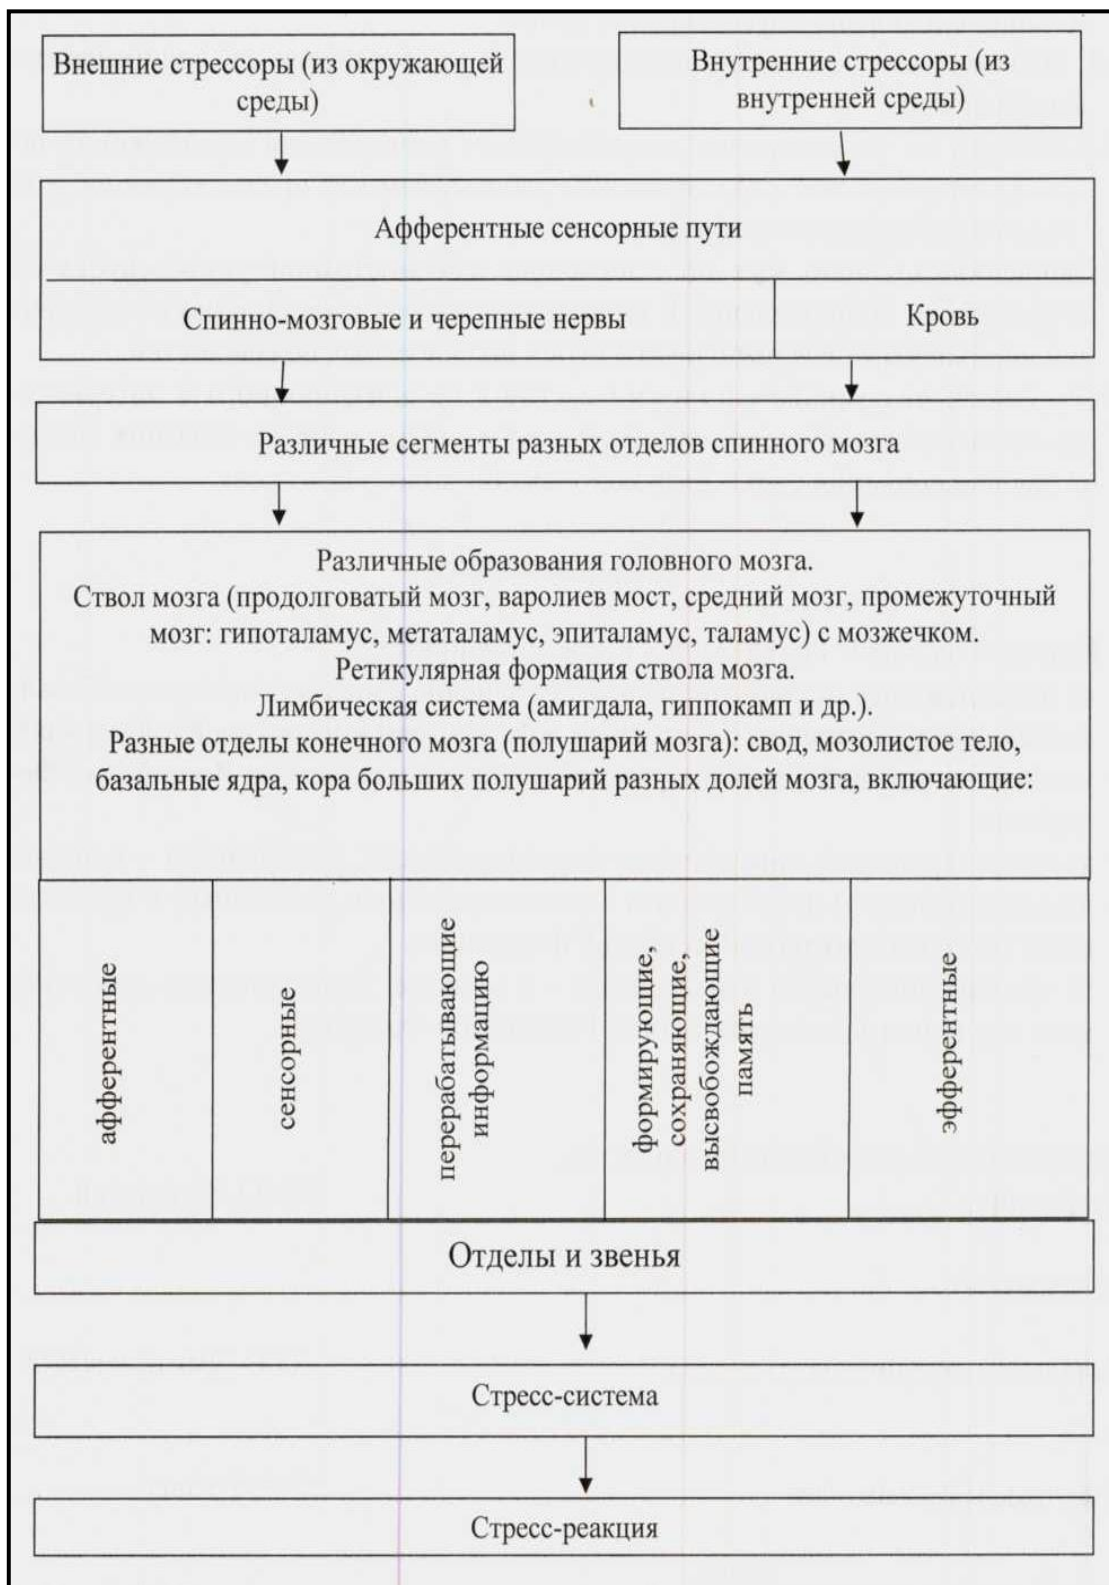 Внешние стрессоры (из окружающей
среды)
Внутренние стрессоры (из
внутренней среды)
Афферентные сенсорные пути
Спинно-мозговые и черепные нервы
Кровь
Различные сегменты разных отделов спинного мозга
Различные образования головного мозга.
Ствол мозга (продолговатый мозг, варолиев мост, средний мозг, промежуточный
мозг: гипоталамус, метаталамус, эпиталамус, таламус) с мозжечком.
Ретикулярная формация ствола мозга.
Лимбическая система (амигдала, гиппокамп и др.).
Разные отделы конечного мозга (полушарий мозга): свод, мозолистое тело,
базальные ядра, кора больших полушарий разных долей мозга, включающие:
афферентные
сенсорные
перерабатывающие
информацию
формирующие,
сохраняющие,
высвобождающие
память
эфферентные
Отделы и звенья
Стресс-система
Стресс-реакция